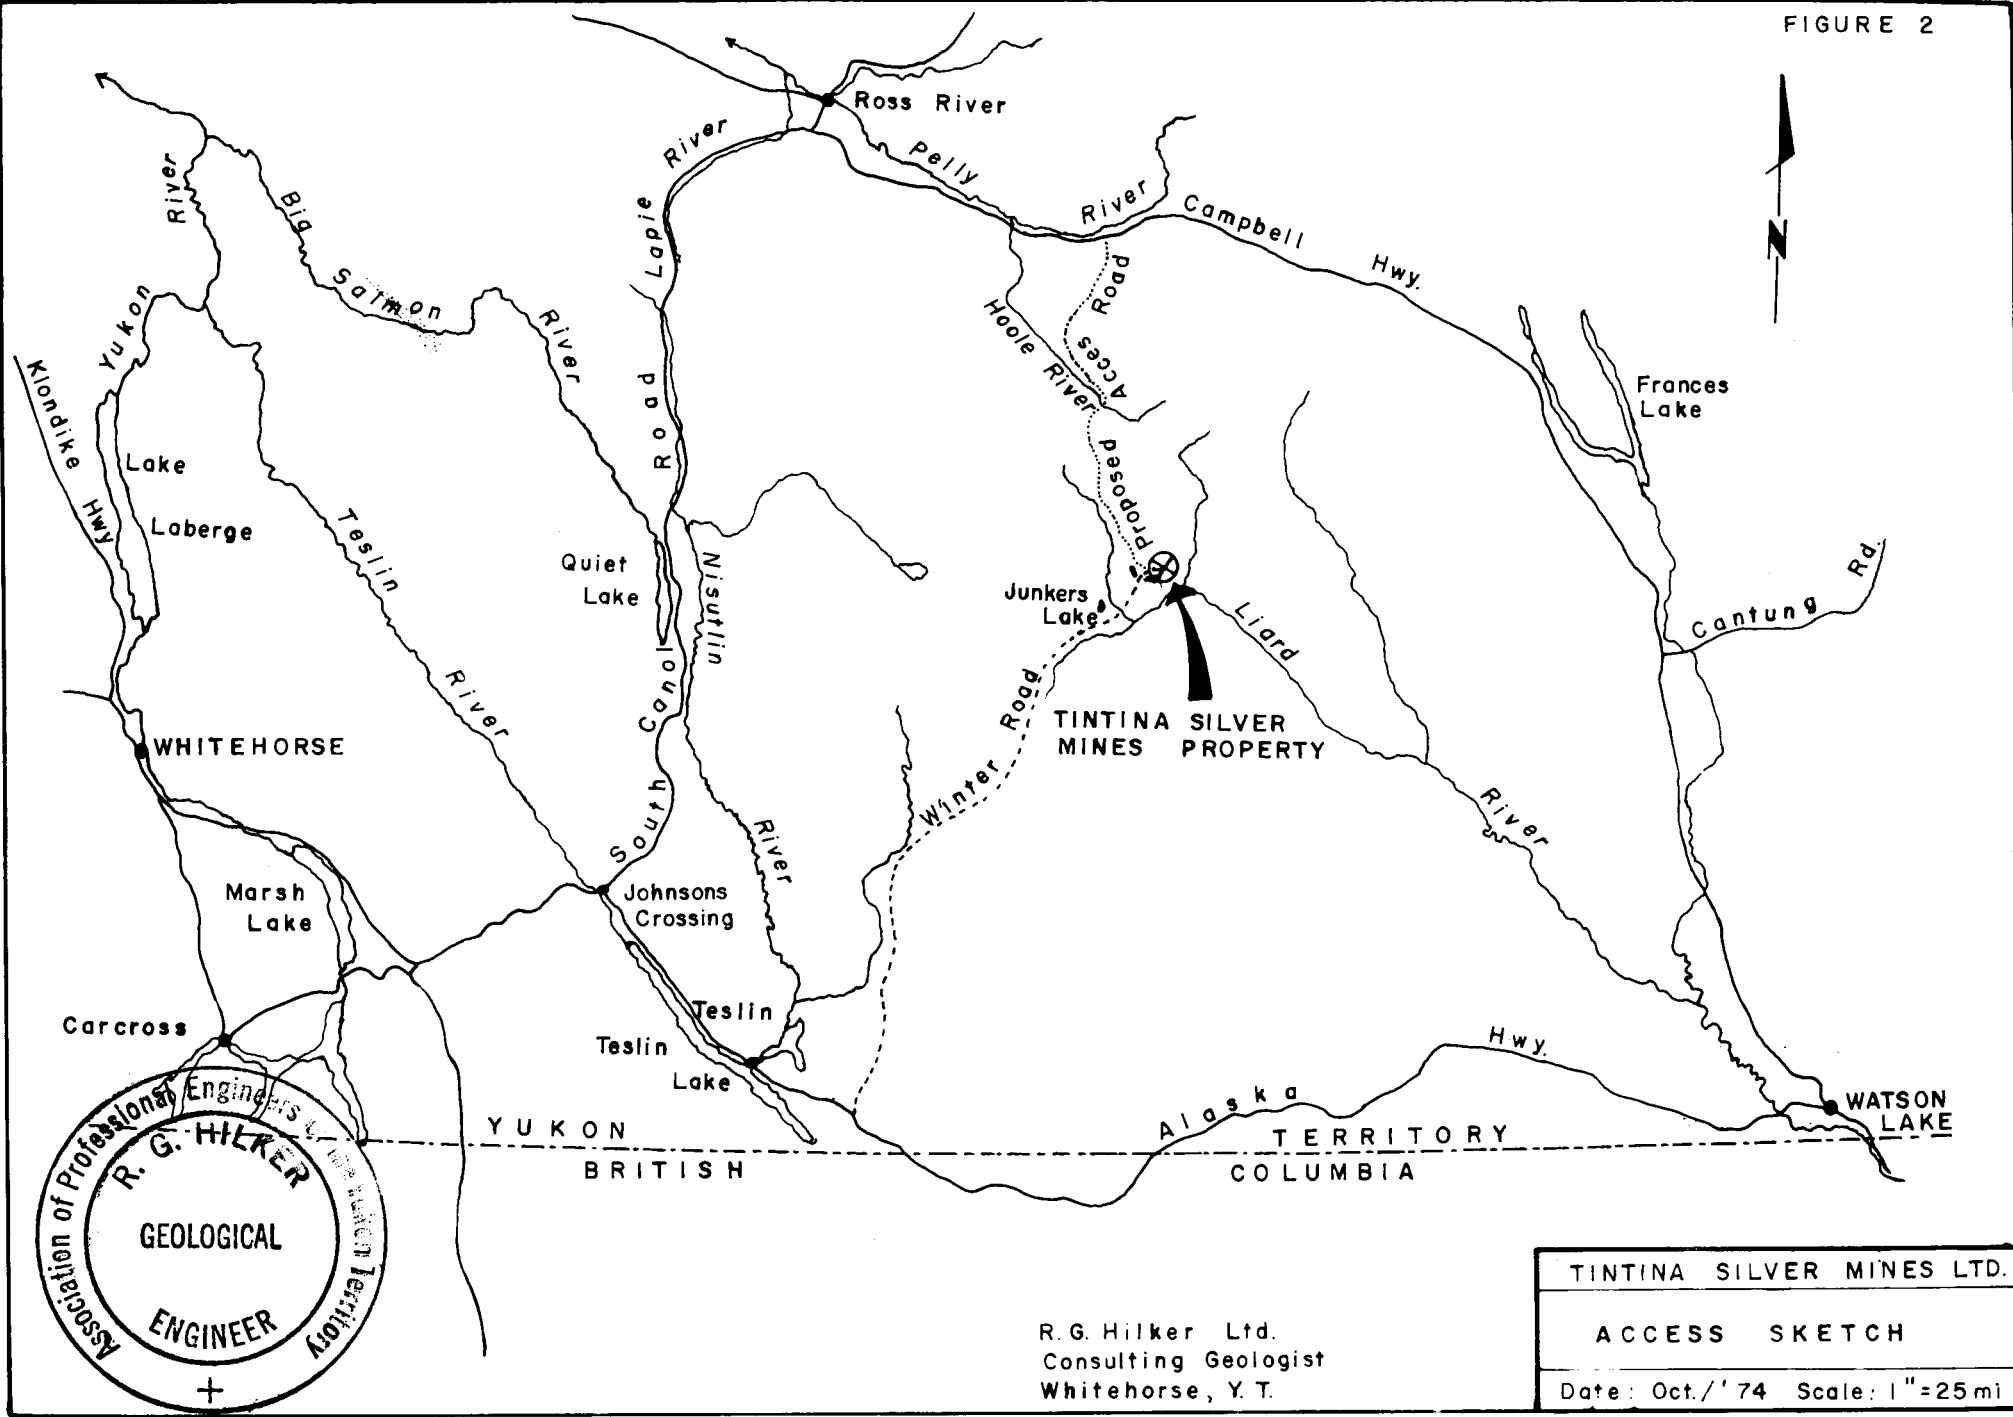 FIGURE 2
Ross River
Lapie River
Pelly River
Campbell Hwy.
Yukon River
Big Salmon River
Klondike Hwy
Lake Laberge
Teslin River
Quiet
Lake
Nisutlin River
South Canol Road
Hoole River
Proposed Acces Road
Frances
Lake
Cantung Rd.
Junkers
Lake
Liard River
Winter Road
TINTINA SILVER
MINES PROPERTY
WHITEHORSE
Marsh
Lake
Johnsons
Crossing
Carcross
Teslin
Teslin
Lake
Alaska Hwy.
WATSON
LAKE
YUKON TERRITORY
BRITISH COLUMBIA
N
Association of Professional Engineers Yukon Territory
R. G. HILKER
GEOLOGICAL
ENGINEER
R. G. Hilker Ltd.
Consulting Geologist
Whitehorse, Y. T.
TINTINA SILVER MINES LTD.
ACCESS SKETCH
Date: Oct./'74 Scale: 1"=25mi